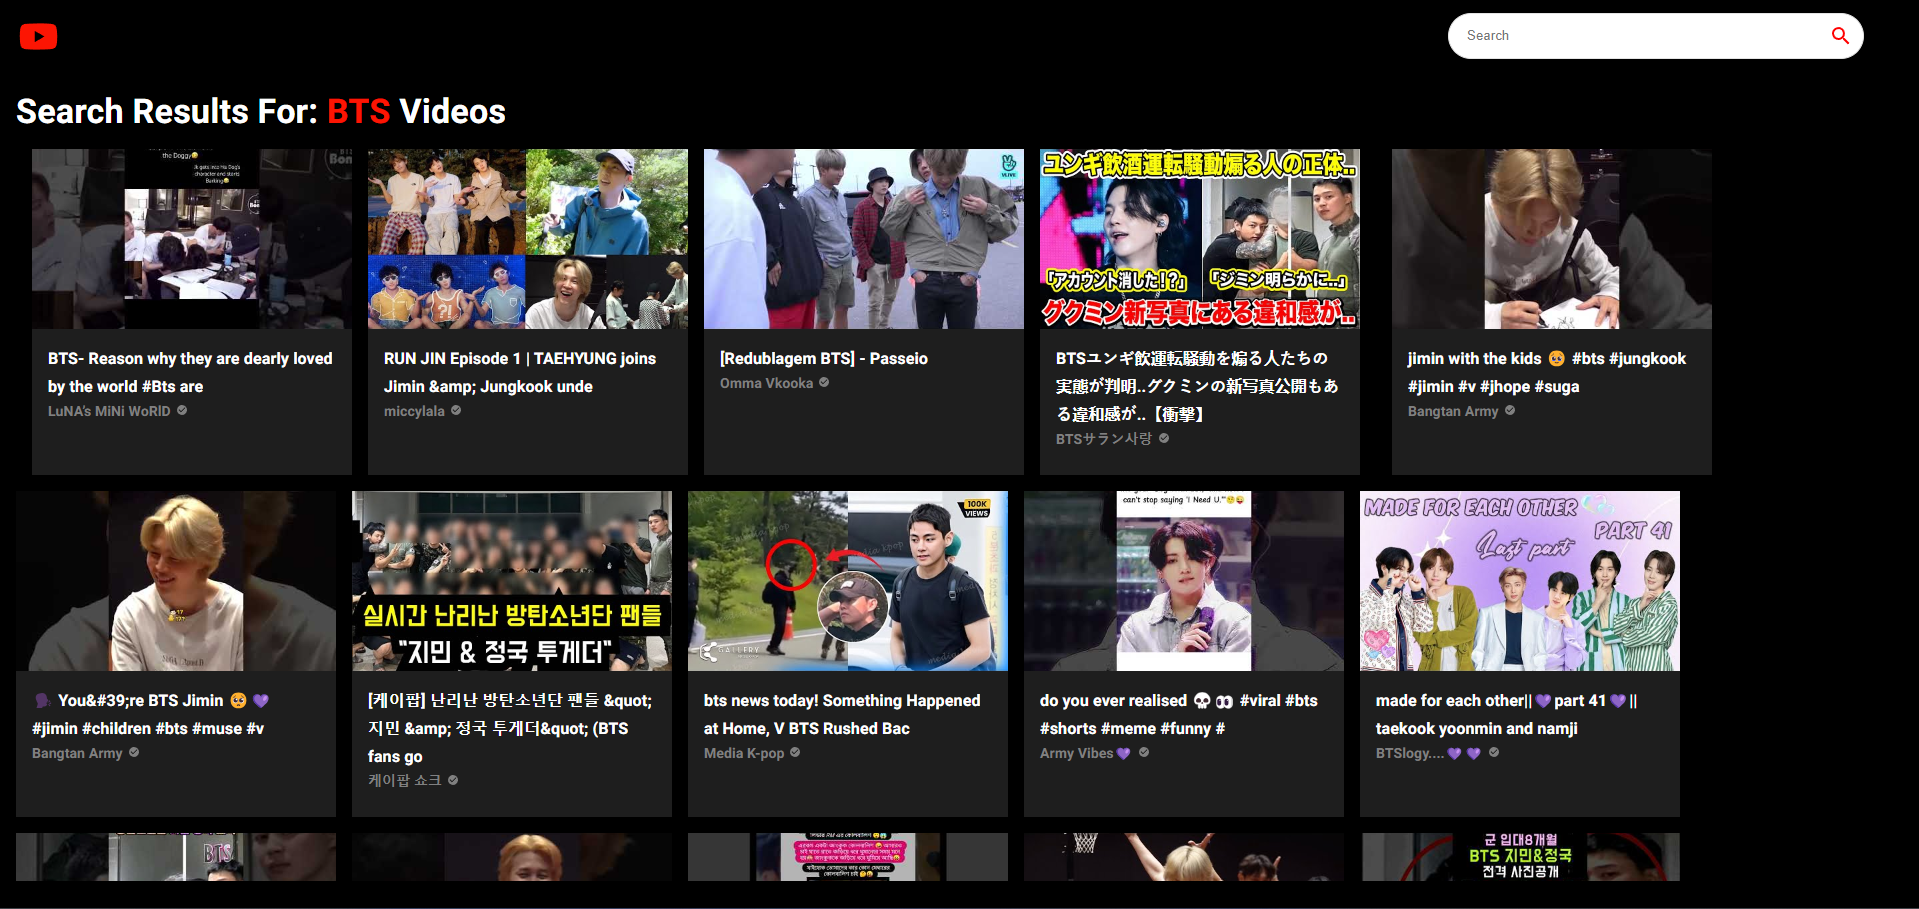 Search
Search Results For: BTS Videos
the Doggy😂
Jk gets into His Dog's
character and starts
Barking😂
VLIVE
ユンギ飲酒運転騒動煽る人の正体..
「アカウント消した!?」
「ジミン明らかに..」
グクミン新写真にある違和感が..
BTS- Reason why they are dearly loved
by the world #Bts are
LuNA's MiNi WoRlD
RUN JIN Episode 1 | TAEHYUNG joins
Jimin &amp; Jungkook unde
miccylala
[Redublagem BTS] - Passeio
Omma Vkooka
BTSユンギ飲酒運転騒動を煽る人たちの
実態が判明..グクミンの新写真公開もあ
る違和感が..【衝撃】
BTSサラン사랑
jimin with the kids 🥹 #bts #jungkook
#jimin #v #jhope #suga
Bangtan Army
실시간 난리난 방탄소년단 팬들
"지민 & 정국 투게더"
100K
VIEWS
GALLERY
can't stop saying 'I Need U.'"
MADE FOR EACH OTHER
PART 41
Last part
🗣️ You&#39;re BTS Jimin 🥺 💜
#jimin #children #bts #muse #v
Bangtan Army
[케이팝] 난리난 방탄소년단 팬들 &quot;
지민 &amp; 정국 투게더&quot; (BTS
fans go
케이팝 쇼크
bts news today! Something Happened
at Home, V BTS Rushed Bac
Media K-pop
do you ever realised 💀 👀 #viral #bts
#shorts #meme #funny #
Army Vibes💜
made for each other||💜part 41💜||
taekook yoonmin and namji
BTSlogy....💜 💜
BTS
군 입대8개월
BTS 지민&정국
전격 사진공개